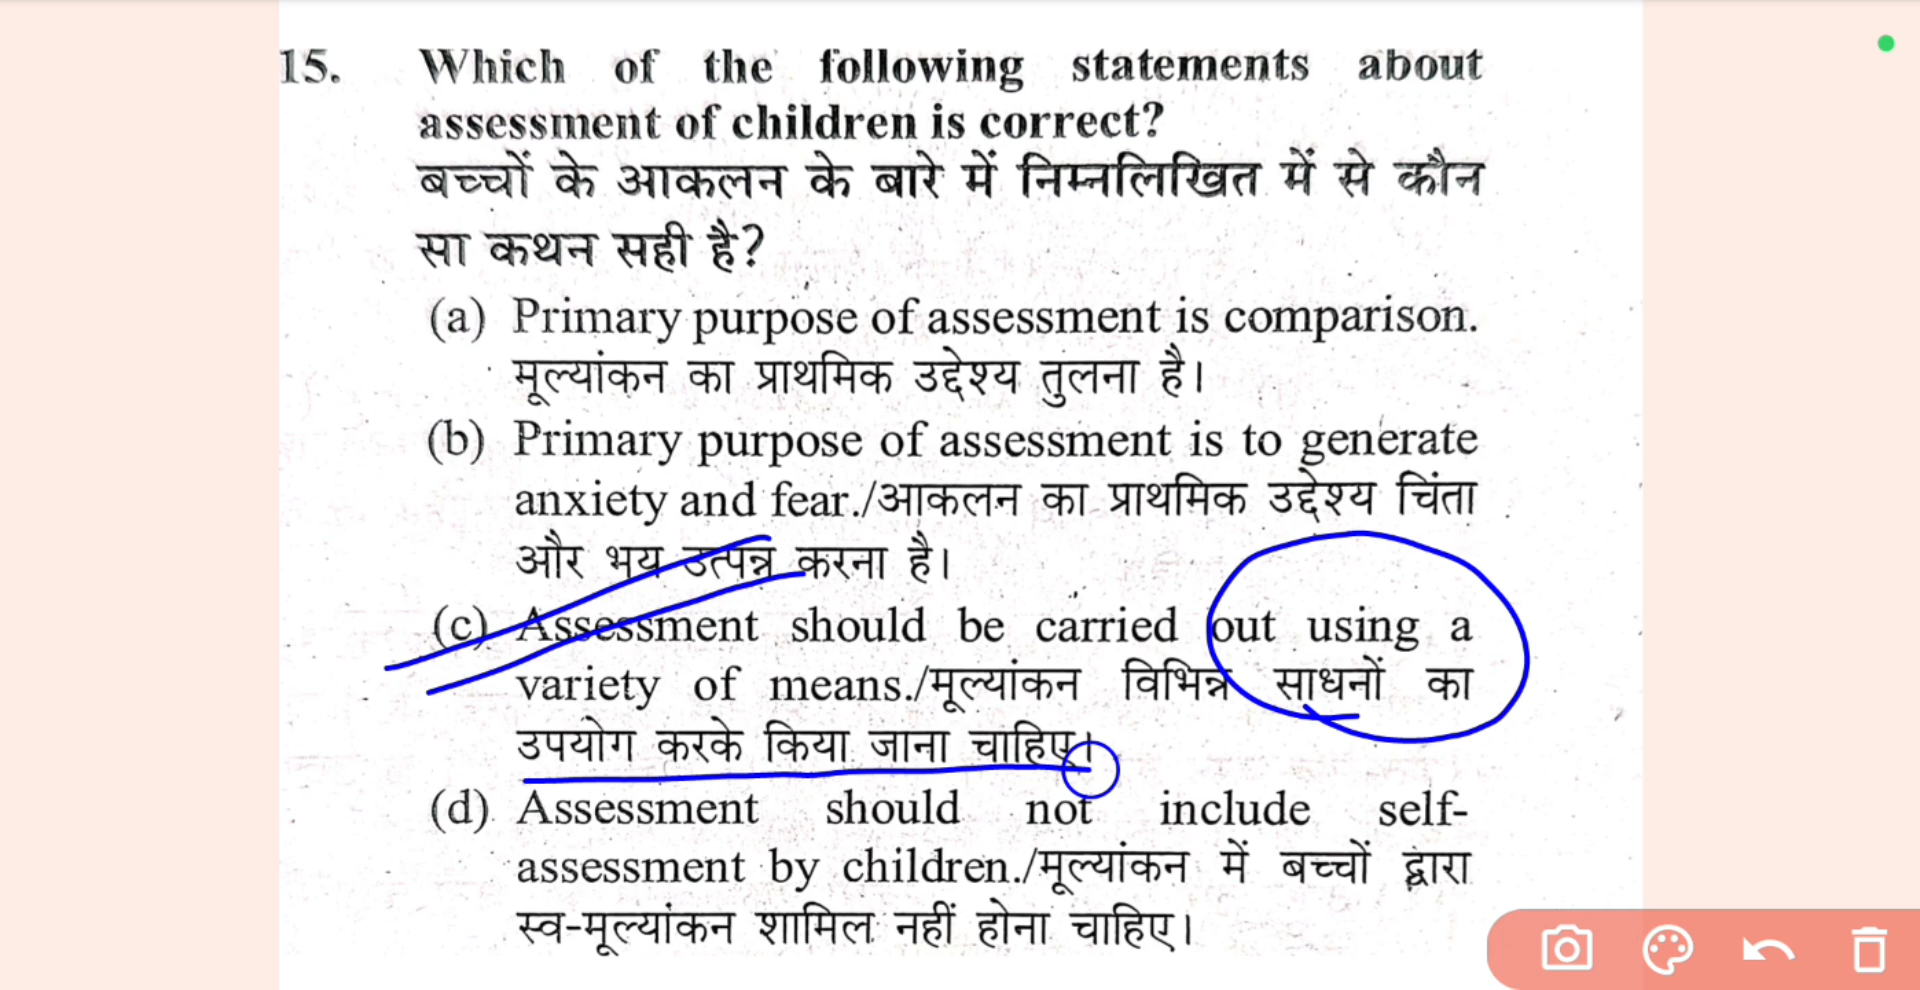 15. Which of the following statements about
assessment of children is correct?
बच्चों के आकलन के बारे में निम्नलिखित में से कौन
सा कथन सही है?
(a) Primary purpose of assessment is comparison.
मूल्यांकन का प्राथमिक उद्देश्य तुलना है।
(b) Primary purpose of assessment is to generate
anxiety and fear./आकलन का प्राथमिक उद्देश्य चिंता
और भय उत्पन्न करना है।
(c) Assessment should be carried out using a
variety of means./मूल्यांकन विभिन्न साधनों का
उपयोग करके किया जाना चाहिए।
(d) Assessment should not include self-
assessment by children./मूल्यांकन में बच्चों द्वारा
स्व-मूल्यांकन शामिल नहीं होना चाहिए।